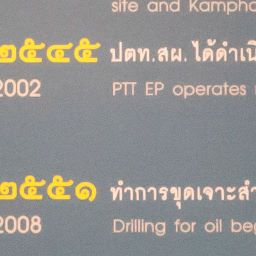 site and Kampha
๒๕๔๕ ปตท.สผ.ได้ดำเนิ
2002 PTT EP operates
๒๕๕๑ ทำการขุดเจาะสำ
2008 Drilling for oil beg